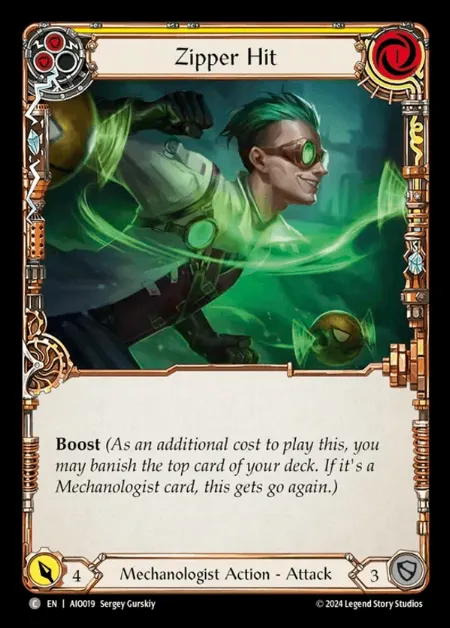 Zipper Hit
1
Boost (As an additional cost to play this, you
may banish the top card of your deck. If it's a
Mechanologist card, this gets go again.)
4
Mechanologist Action - Attack
3
C EN | AIO019 Sergey Gurskiy
© 2024 Legend Story Studios